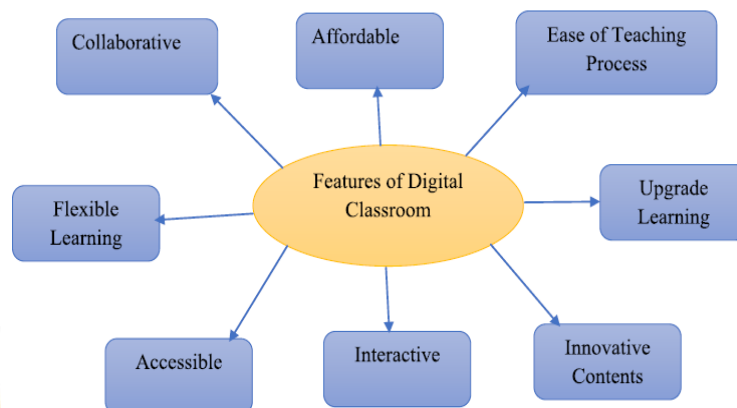 Collaborative
Affordable
Ease of Teaching
Process
Features of Digital
Classroom
Flexible
Learning
Upgrade
Learning
Accessible
Interactive
Innovative
Contents